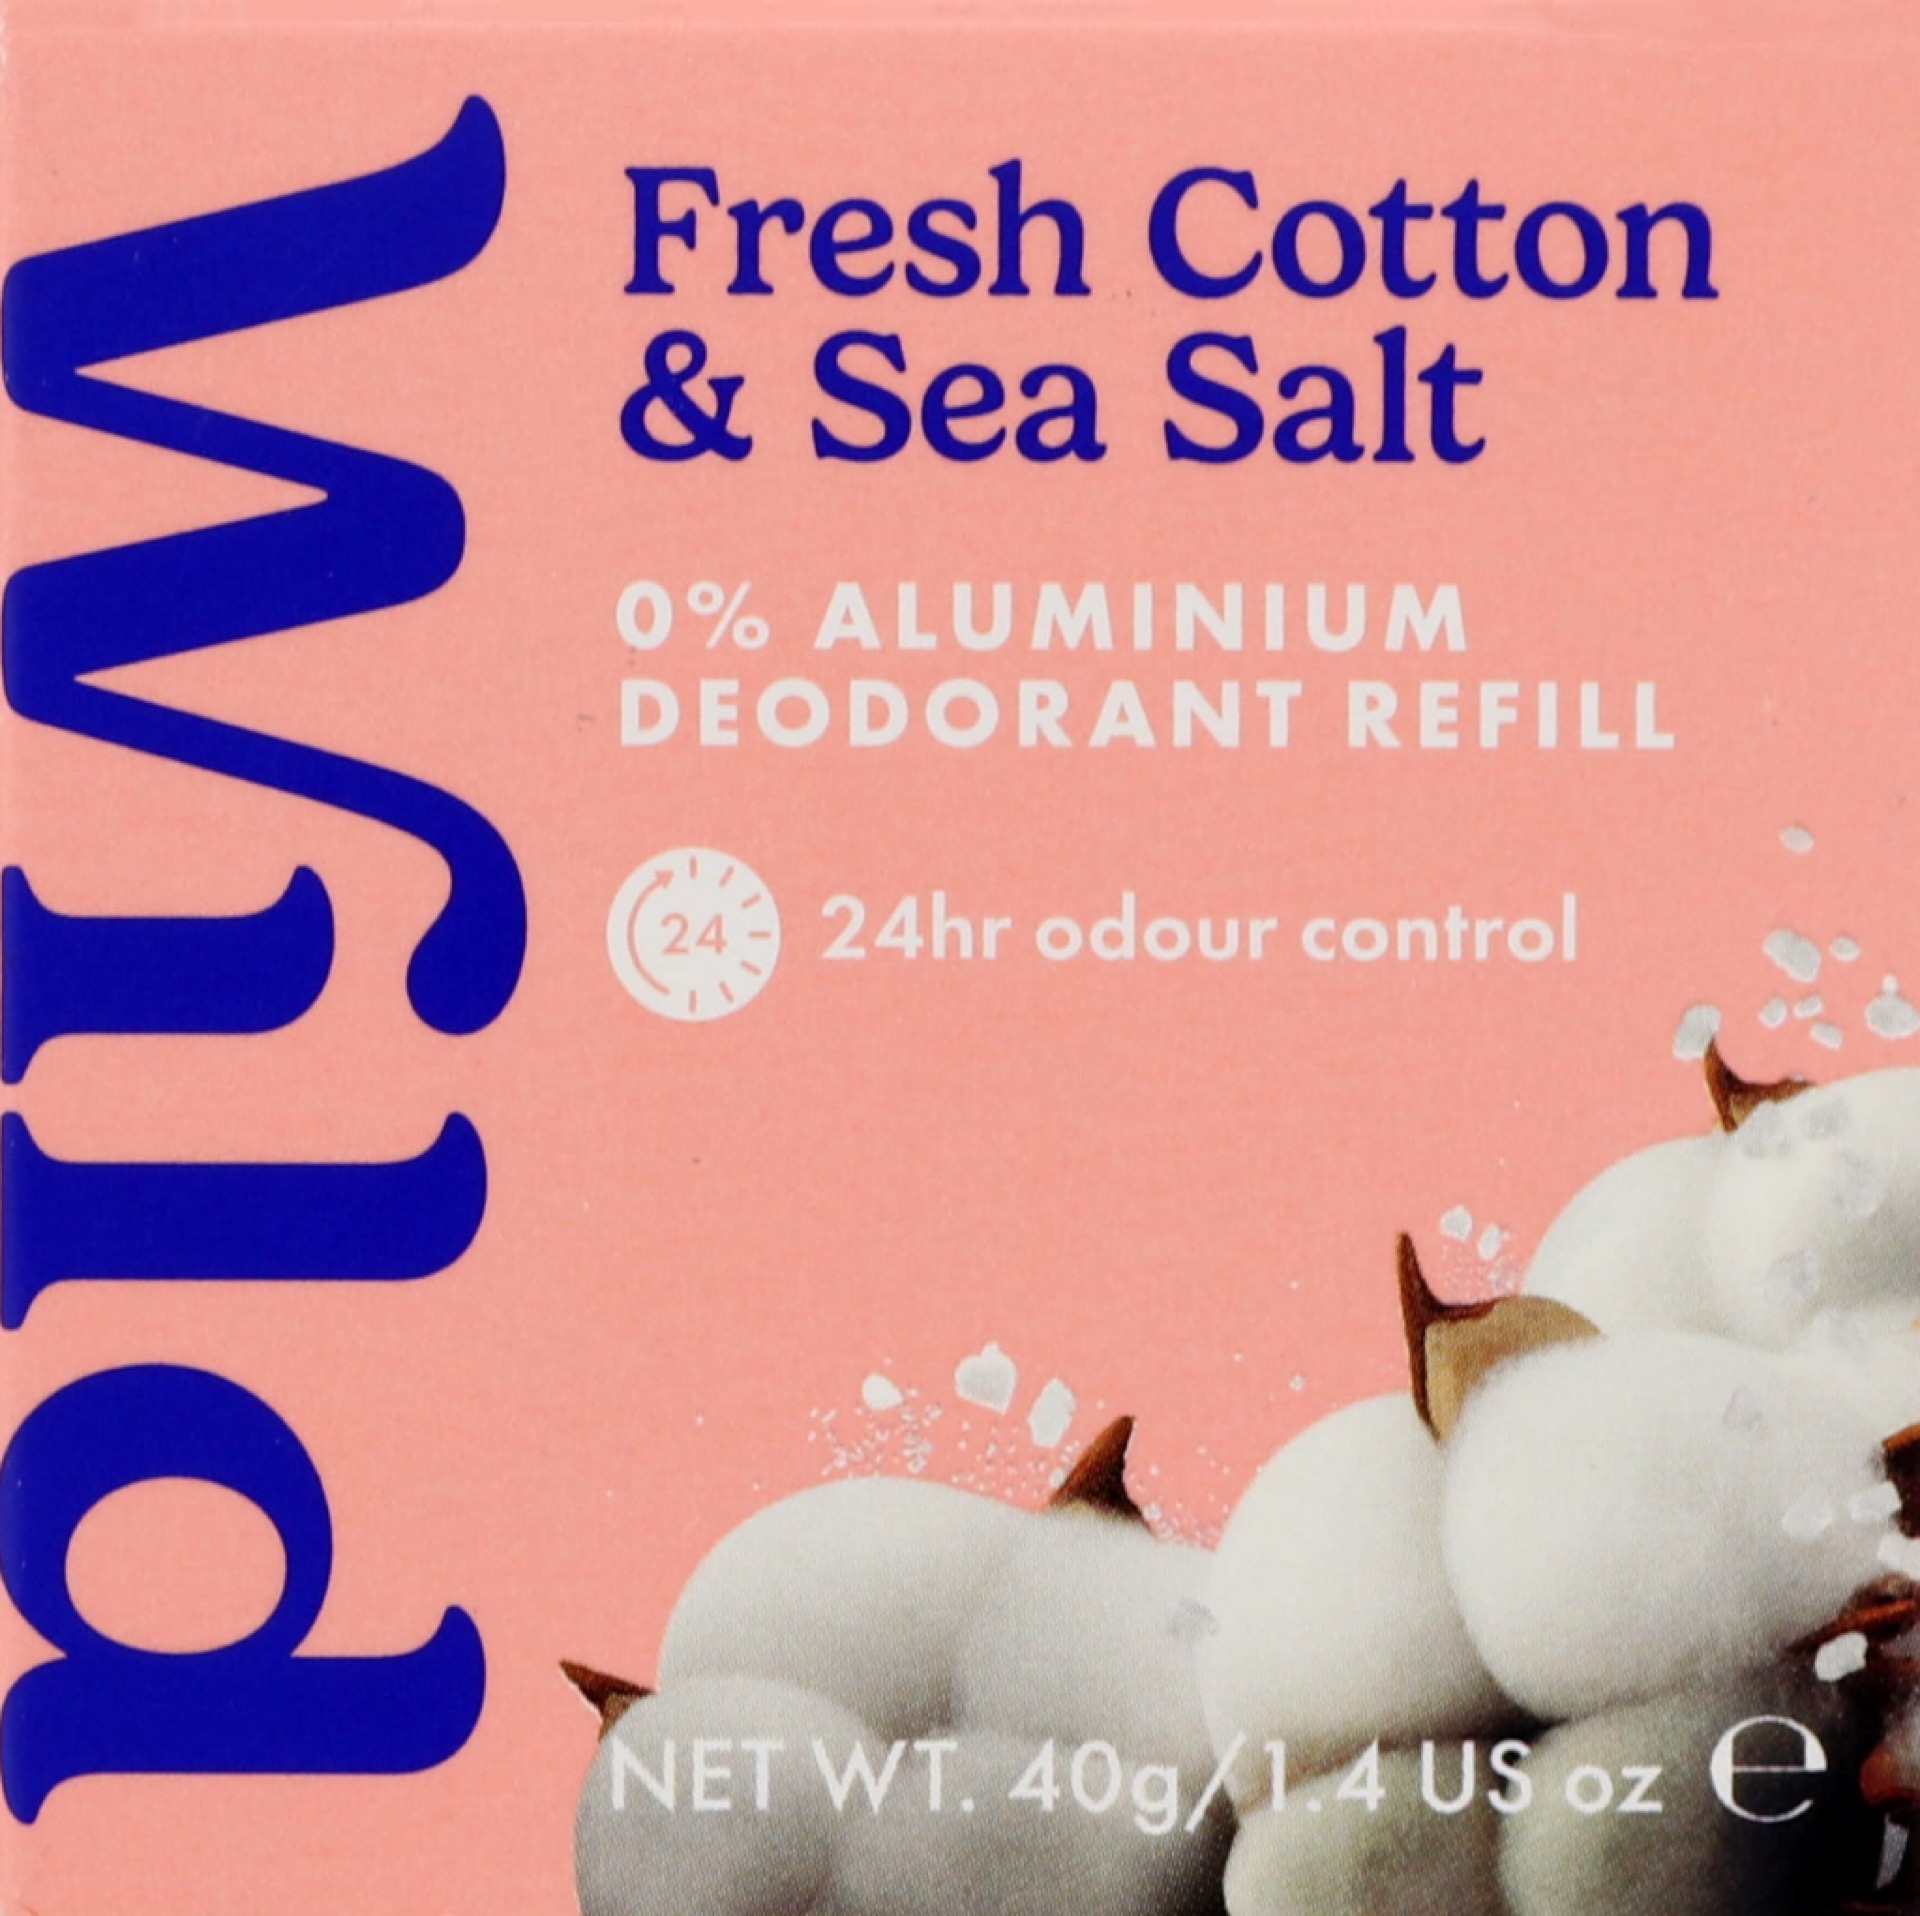 Wild
Fresh Cotton
& Sea Salt
0% ALUMINIUM
DEODORANT REFILL
24
24hr odour control
NET WT. 40g/1.4 US oz ℮